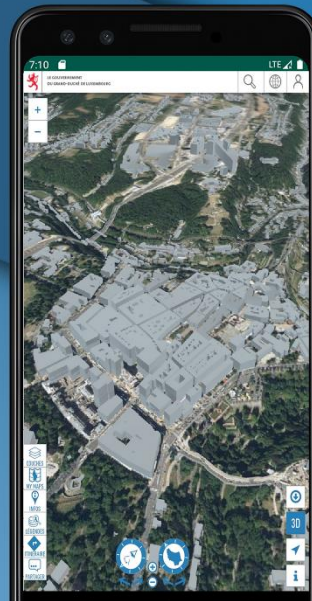 7:10
LTE
LE GOUVERNEMENT
DU GRAND-DUCHÉ DE LUXEMBOURG
+
−
COUCHES
MY MAPS
INFOS
LÉGENDES
ITINÉRAIRE
PARTAGER
3D
i